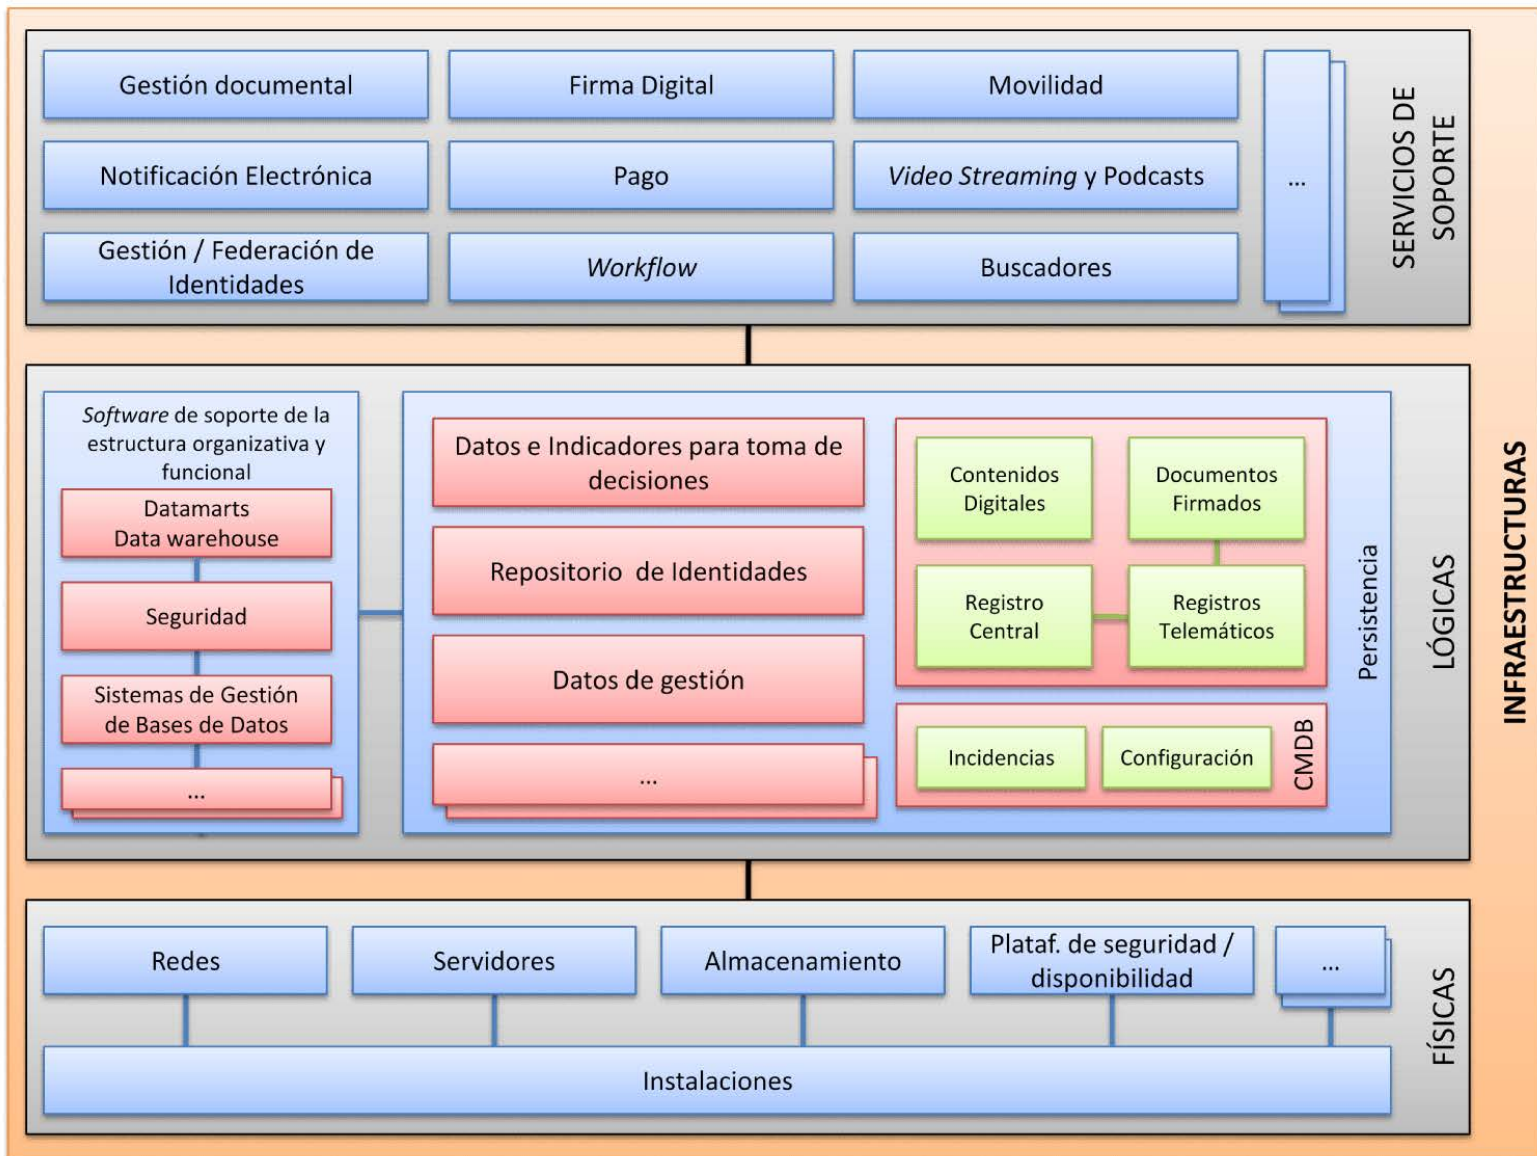 Gestión documental
Firma Digital
Movilidad
Notificación Electrónica
Pago
Video Streaming y Podcasts
Gestión / Federación de
Identidades
Workflow
Buscadores
...
SERVICIOS DE
SOPORTE
Software de soporte de la
estructura organizativa y
funcional
Datamarts
Data warehouse
Seguridad
Sistemas de Gestión
de Bases de Datos
...
Datos e Indicadores para toma de
decisiones
Repositorio de Identidades
Datos de gestión
...
Contenidos
Digitales
Documentos
Firmados
Registro
Central
Registros
Telemáticos
Incidencias
Configuración
CMDB
Persistencia
LÓGICAS
Redes
Servidores
Almacenamiento
Plataf. de seguridad /
disponibilidad
...
Instalaciones
FÍSICAS
INFRAESTRUCTURAS